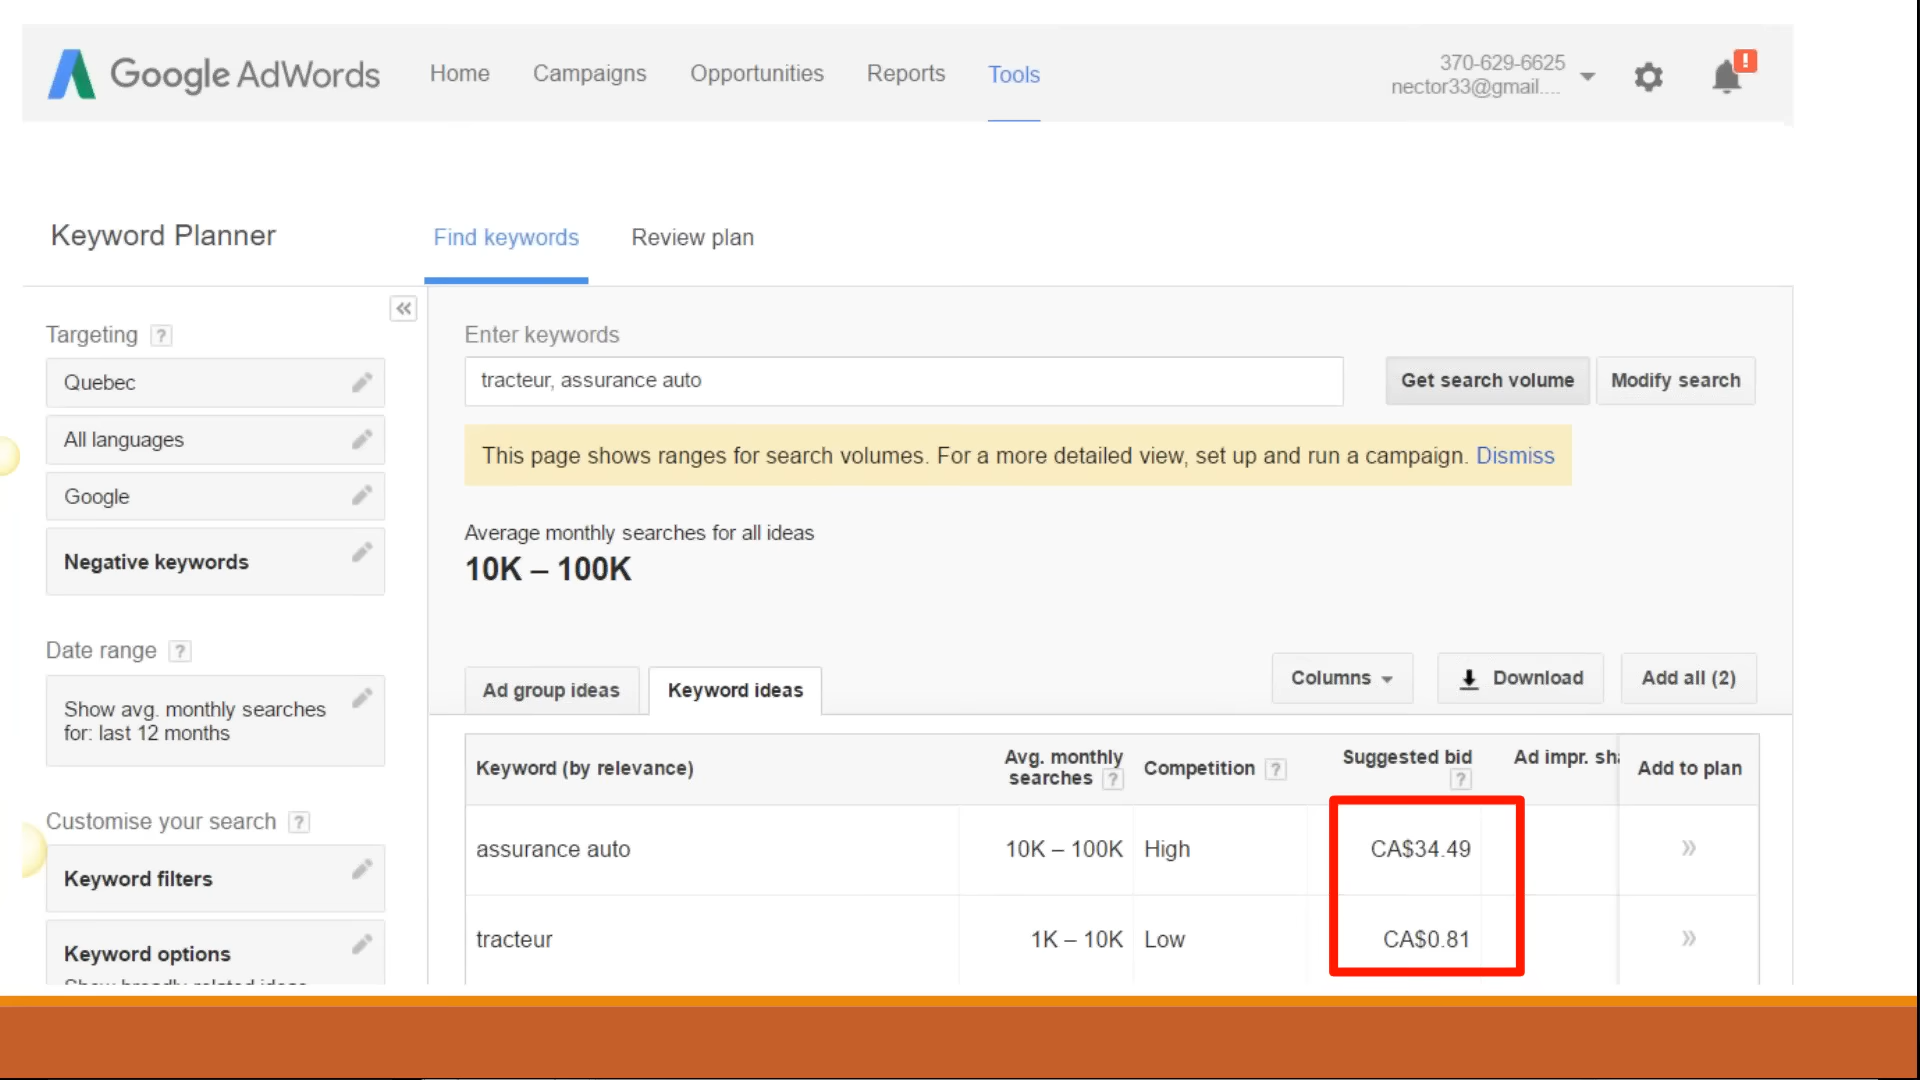 Google AdWords
Home
Campaigns
Opportunities
Reports
Tools
370-629-6625
nector33@gmail....
!
Keyword Planner
Find keywords
Review plan
Targeting ?
Quebec
All languages
Google
Negative keywords
Date range ?
Show avg. monthly searches
for: last 12 months
Customise your search ?
Keyword filters
Keyword options
Enter keywords
tracteur, assurance auto
Get search volume
Modify search
This page shows ranges for search volumes. For a more detailed view, set up and run a campaign. Dismiss
Average monthly searches for all ideas
10K – 100K
Ad group ideas
Keyword ideas
Columns
Download
Add all (2)
Keyword (by relevance)
Avg. monthly
searches ?
Competition ?
Suggested bid
?
Ad impr.
Add to plan
assurance auto
10K – 100K
High
CA$34.49
»
tracteur
1K – 10K
Low
CA$0.81
»